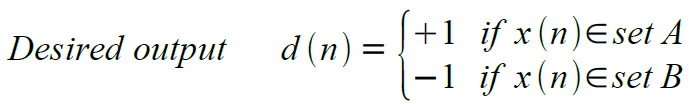 Desired output d(n) = { +1 if x(n)∈set A
−1 if x(n)∈set B